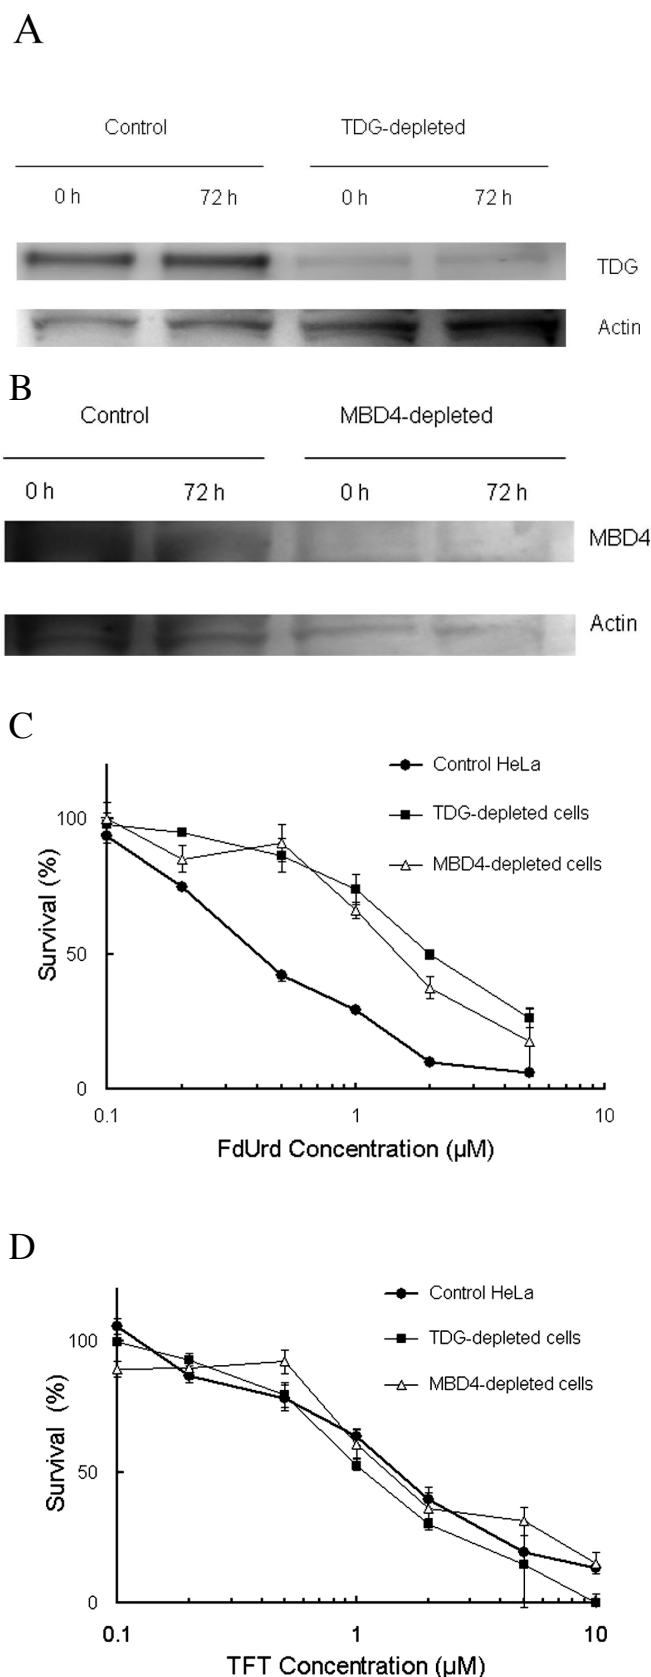 A
Control TDG-depleted
0 h 72 h 0 h 72 h
TDG
Actin
B
Control MBD4-depleted
0 h 72 h 0 h 72 h
MBD4
Actin
C
Control HeLa
TDG-depleted cells
MBD4-depleted cells
Survival (%)
100
50
0
0.1 1 10
FdUrd Concentration (µM)
D
Control HeLa
TDG-depleted cells
MBD4-depleted cells
Survival (%)
100
50
0
0.1 1 10
TFT Concentration (µM)